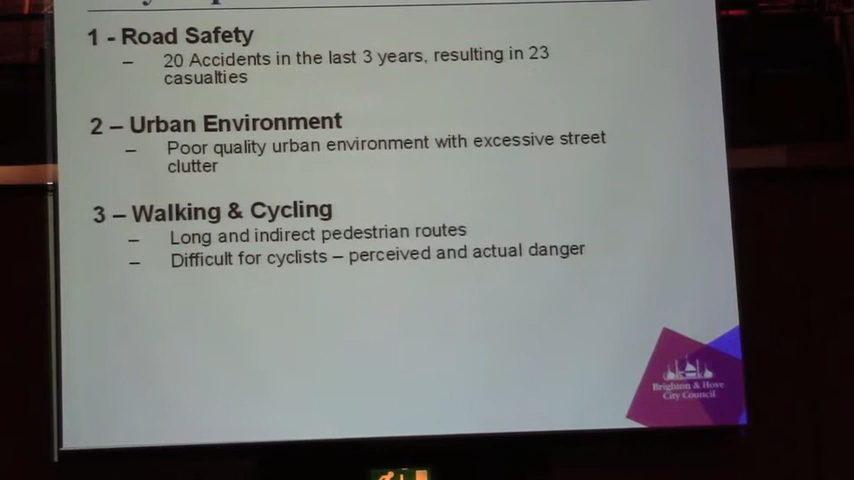 1 - Road Safety
– 20 Accidents in the last 3 years, resulting in 23
casualties
2 – Urban Environment
– Poor quality urban environment with excessive street
clutter
3 – Walking & Cycling
– Long and indirect pedestrian routes
– Difficult for cyclists – perceived and actual danger
Brighton & Hove
City Council